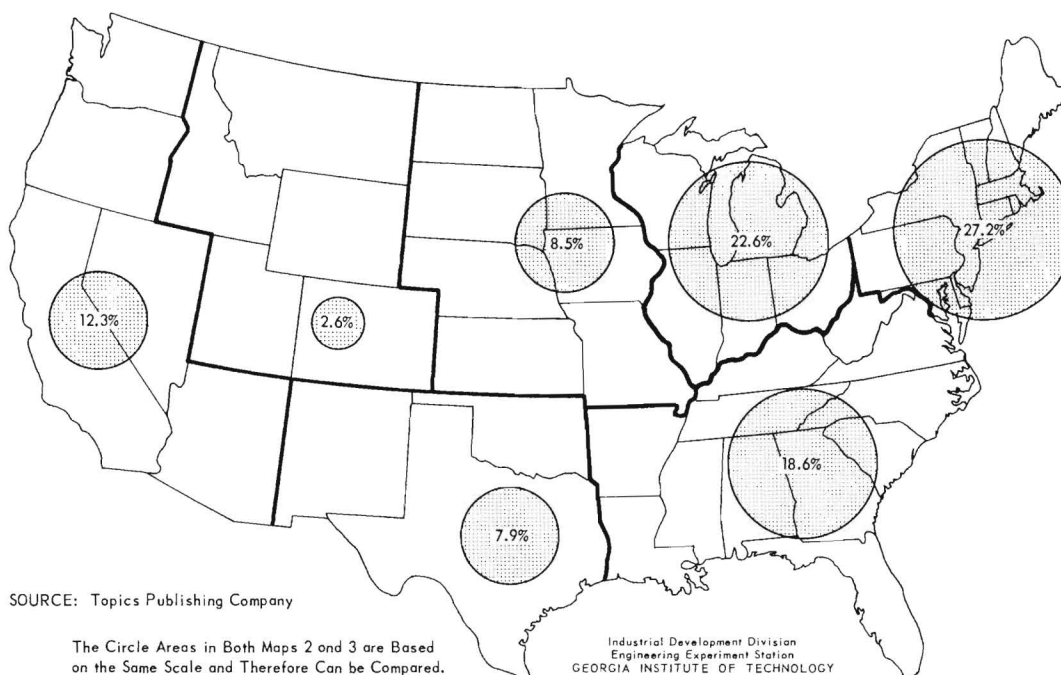 27.2%
22.6%
8.5%
12.3%
2.6%
18.6%
7.9%
SOURCE: Topics Publishing Company
The Circle Areas in Both Maps 2 and 3 are Based
on the Same Scale and Therefore Can be Compared.
Industrial Development Division
Engineering Experiment Station
GEORGIA INSTITUTE OF TECHNOLOGY